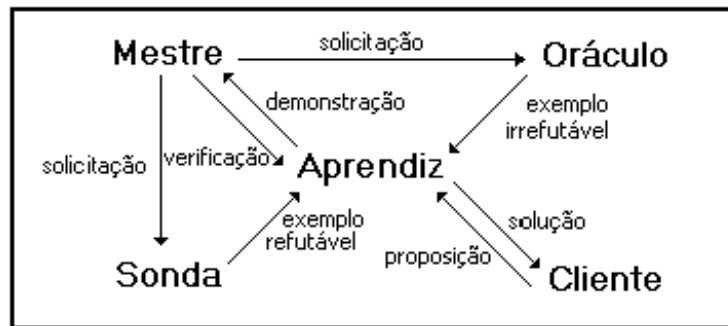 Mestre
solicitação
Oráculo
demonstração
exemplo
irrefutável
solicitação
verificação
Aprendiz
exemplo
refutável
solução
proposição
Sonda
Cliente